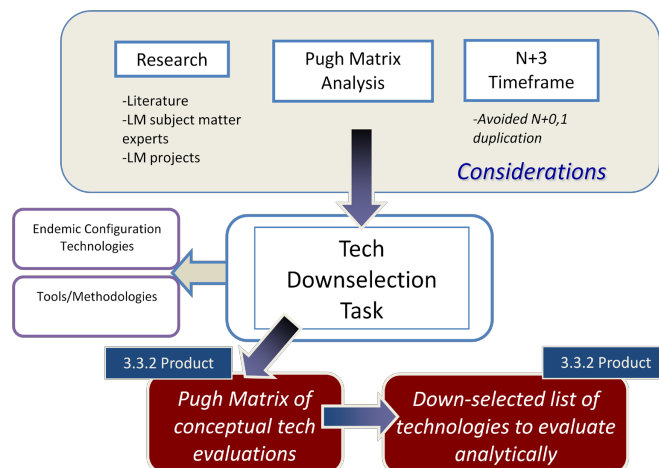 Research
-Literature
-LM subject matter
experts
-LM projects
Pugh Matrix
Analysis
N+3
Timeframe
-Avoided N+0,1
duplication
Considerations
Endemic Configuration
Technologies
Tools/Methodologies
Tech
Downselection
Task
3.3.2 Product
Pugh Matrix of
conceptual tech
evaluations
3.3.2 Product
Down-selected list of
technologies to evaluate
analytically